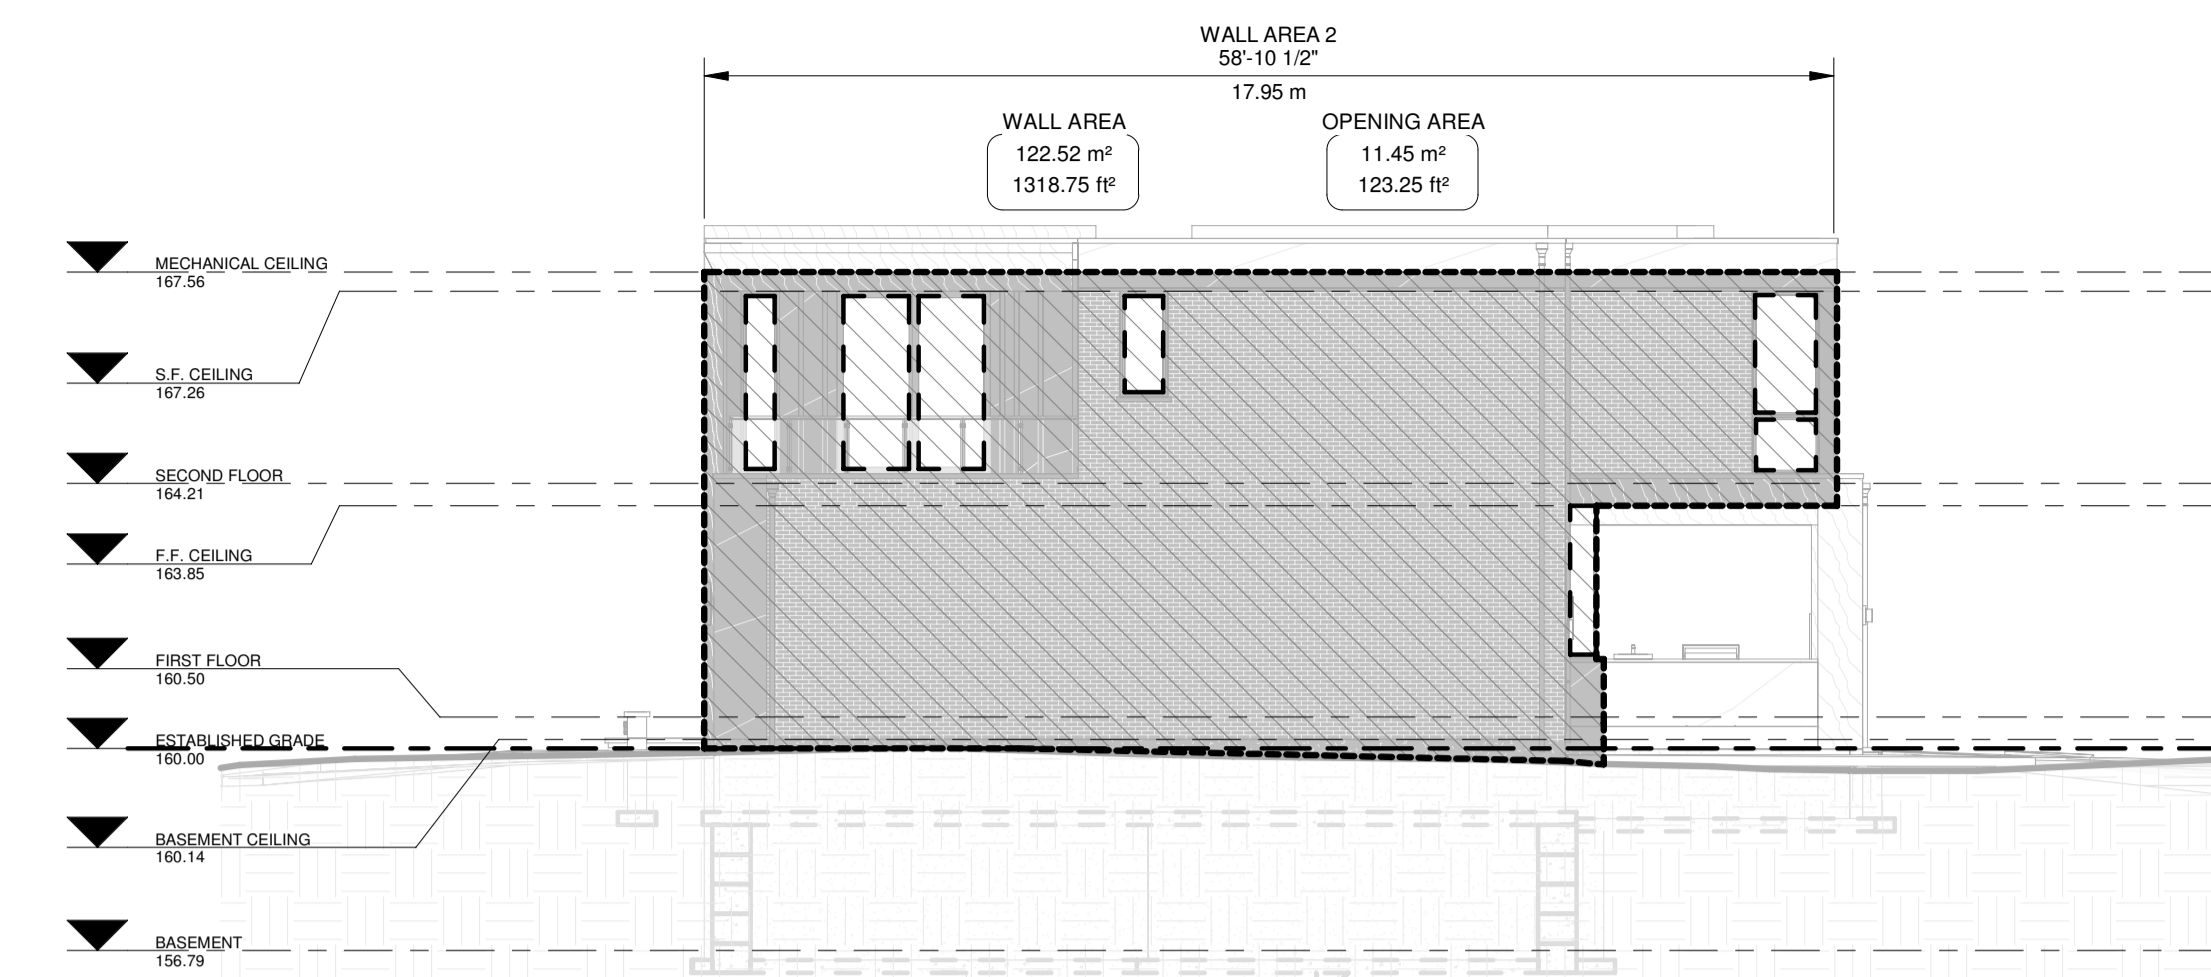 WALL AREA 2
58'-10 1/2"
17.95 m
WALL AREA
122.52 m²
1318.75 ft²
OPENING AREA
11.45 m²
123.25 ft²
MECHANICAL CEILING
167.56
S.F. CEILING
167.26
SECOND FLOOR
164.21
F.F. CEILING
163.85
FIRST FLOOR
160.50
ESTABLISHED GRADE
160.00
BASEMENT CEILING
160.14
BASEMENT
156.79